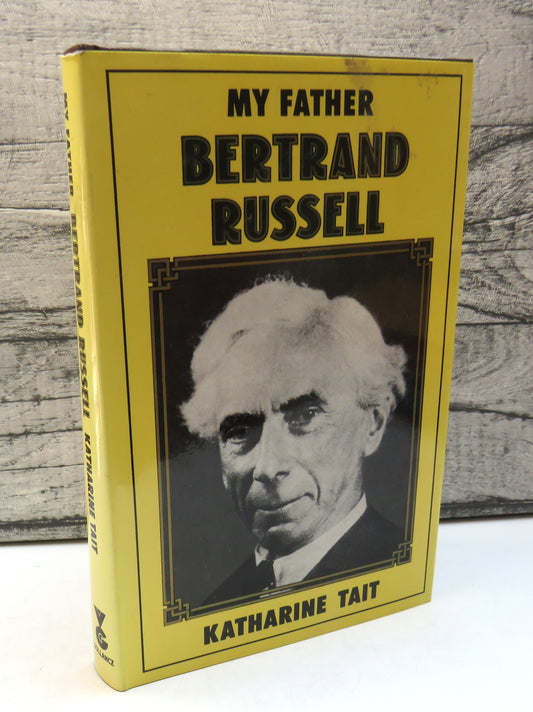 MY FATHER
BERTRAND
RUSSELL
KATHARINE TAIT
MY FATHER BERTRAND RUSSELL KATHARINE TAIT
VG
GOLLANCZ